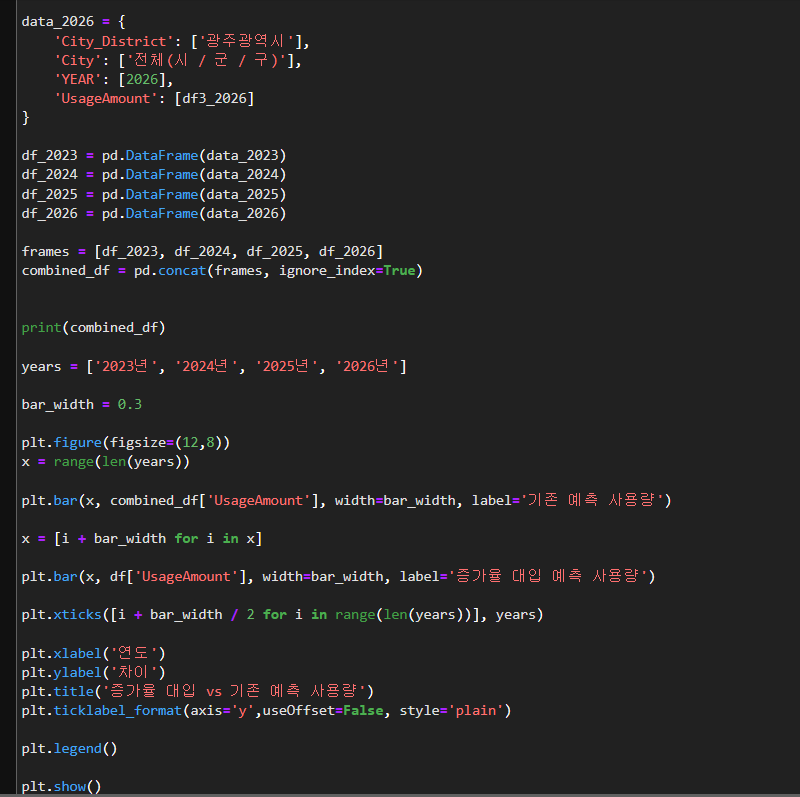 data_2026 = {
    'City_District': ['광주광역시'],
    'City': ['전체(시 / 군 / 구)'],
    'YEAR': [2026],
    'UsageAmount': [df3_2026]
}
df_2023 = pd.DataFrame(data_2023)
df_2024 = pd.DataFrame(data_2024)
df_2025 = pd.DataFrame(data_2025)
df_2026 = pd.DataFrame(data_2026)
frames = [df_2023, df_2024, df_2025, df_2026]
combined_df = pd.concat(frames, ignore_index=True)
print(combined_df)
years = ['2023년', '2024년', '2025년', '2026년']
bar_width = 0.3
plt.figure(figsize=(12,8))
x = range(len(years))
plt.bar(x, combined_df['UsageAmount'], width=bar_width, label='기존 예측 사용량')
x = [i + bar_width for i in x]
plt.bar(x, df['UsageAmount'], width=bar_width, label='증가율 대입 예측 사용량')
plt.xticks([i + bar_width / 2 for i in range(len(years))], years)
plt.xlabel('연도')
plt.ylabel('차이')
plt.title('증가율 대입 vs 기존 예측 사용량')
plt.ticklabel_format(axis='y',useOffset=False, style='plain')
plt.legend()
plt.show()